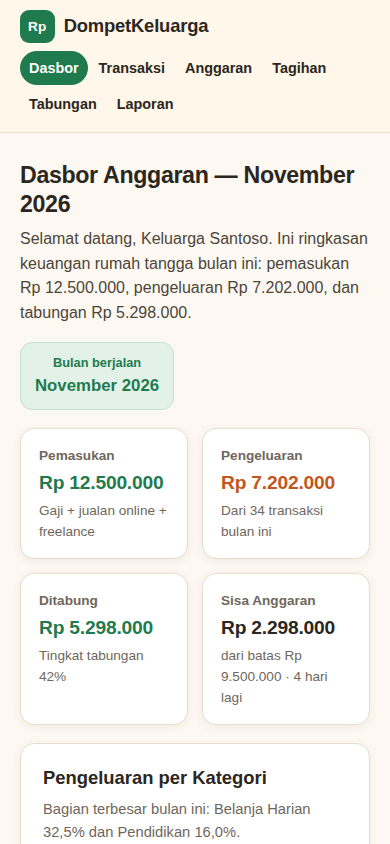 Rp DompetKeluarga
Dasbor Transaksi Anggaran Tagihan
Tabungan Laporan
Dasbor Anggaran — November
2026
Selamat datang, Keluarga Santoso. Ini ringkasan
keuangan rumah tangga bulan ini: pemasukan
Rp 12.500.000, pengeluaran Rp 7.202.000, dan
tabungan Rp 5.298.000.
Bulan berjalan
November 2026
Pemasukan
Rp 12.500.000
Gaji + jualan online +
freelance
Pengeluaran
Rp 7.202.000
Dari 34 transaksi
bulan ini
Ditabung
Rp 5.298.000
Tingkat tabungan
42%
Sisa Anggaran
Rp 2.298.000
dari batas Rp
9.500.000 · 4 hari
lagi
Pengeluaran per Kategori
Bagian terbesar bulan ini: Belanja Harian
32,5% dan Pendidikan 16,0%.